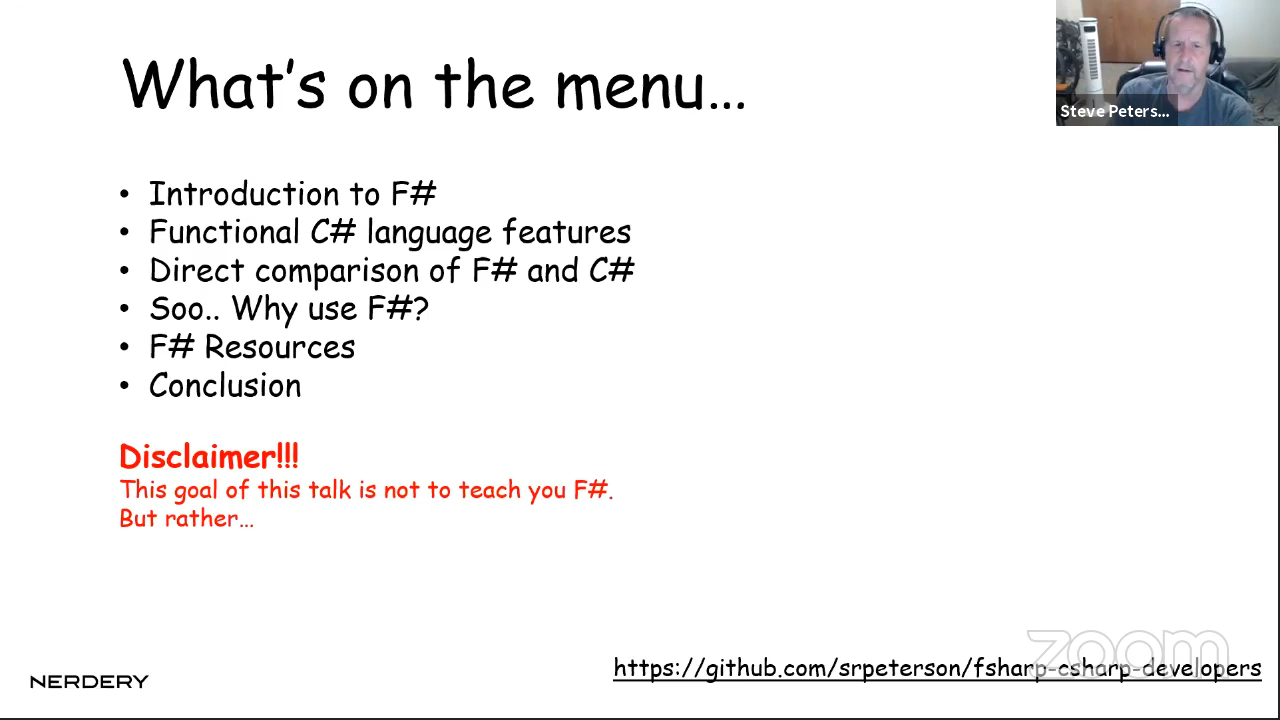 What's on the menu…
Steve Peters...
• Introduction to F#
• Functional C# language features
• Direct comparison of F# and C#
• Soo.. Why use F#?
• F# Resources
• Conclusion
Disclaimer!!!
This goal of this talk is not to teach you F#.
But rather…
zoom
https://github.com/srpeterson/fsharp-csharp-developers
NERDERY